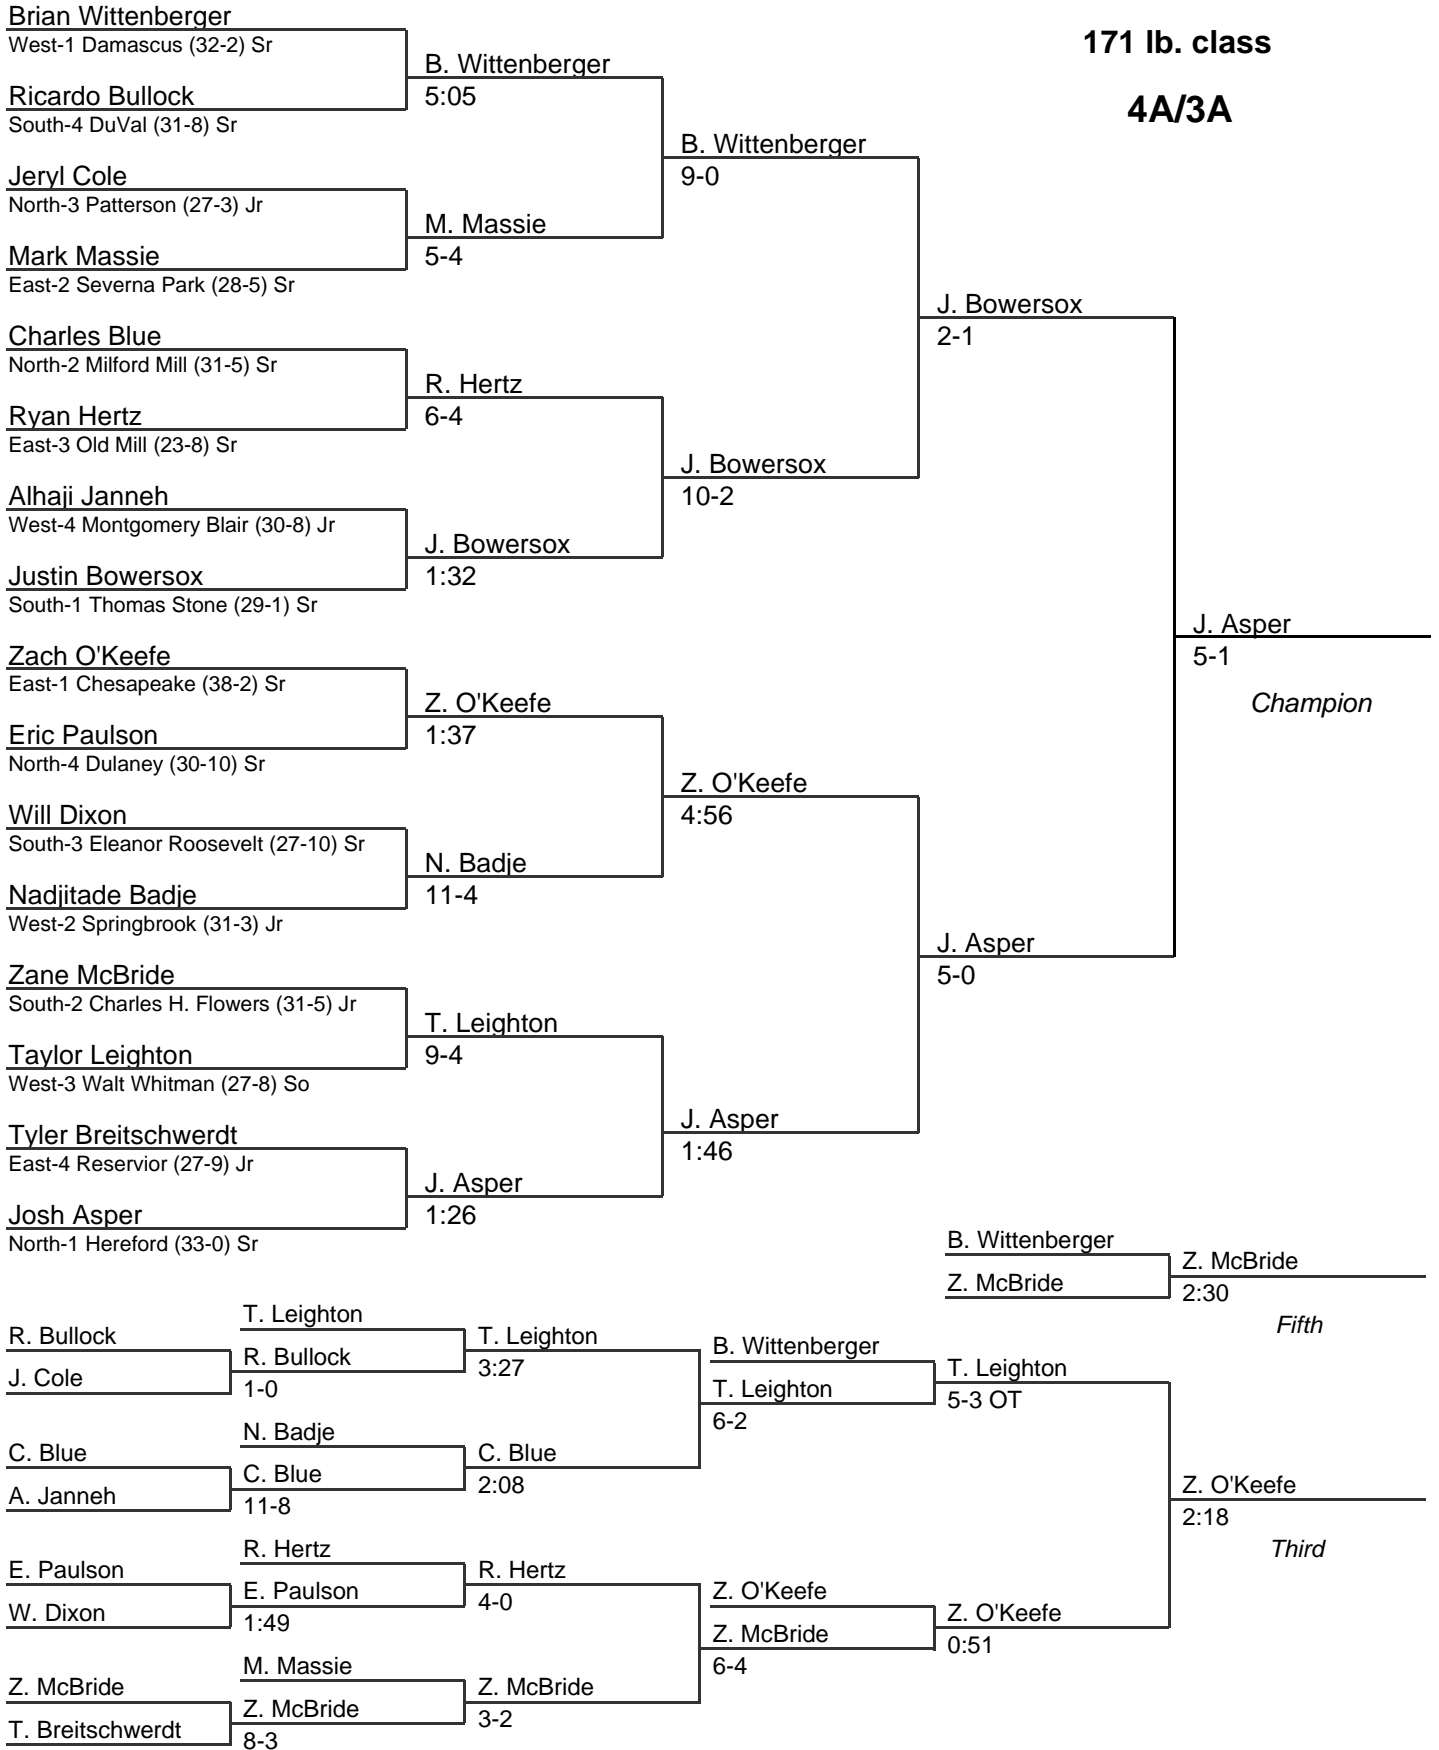 171 lb. class
4A/3A
Brian Wittenberger
West-1 Damascus (32-2) Sr
Ricardo Bullock
South-4 DuVal (31-8) Sr
Jeryl Cole
North-3 Patterson (27-3) Jr
Mark Massie
East-2 Severna Park (28-5) Sr
Charles Blue
North-2 Milford Mill (31-5) Sr
Ryan Hertz
East-3 Old Mill (23-8) Sr
Alhaji Janneh
West-4 Montgomery Blair (30-8) Jr
Justin Bowersox
South-1 Thomas Stone (29-1) Sr
Zach O'Keefe
East-1 Chesapeake (38-2) Sr
Eric Paulson
North-4 Dulaney (30-10) Sr
Will Dixon
South-3 Eleanor Roosevelt (27-10) Sr
Nadjitade Badje
West-2 Springbrook (31-3) Jr
Zane McBride
South-2 Charles H. Flowers (31-5) Jr
Taylor Leighton
West-3 Walt Whitman (27-8) So
Tyler Breitschwerdt
East-4 Reservior (27-9) Jr
Josh Asper
North-1 Hereford (33-0) Sr
B. Wittenberger
5:05
M. Massie
5-4
R. Hertz
6-4
J. Bowersox
1:32
Z. O'Keefe
1:37
N. Badje
11-4
T. Leighton
9-4
J. Asper
1:26
B. Wittenberger
9-0
J. Bowersox
10-2
Z. O'Keefe
4:56
J. Asper
1:46
J. Bowersox
2-1
J. Asper
5-0
J. Asper
5-1
Champion
B. Wittenberger
Z. McBride
Z. McBride
2:30
Fifth
R. Bullock
J. Cole
C. Blue
A. Janneh
E. Paulson
W. Dixon
Z. McBride
T. Breitschwerdt
T. Leighton
R. Bullock
1-0
N. Badje
C. Blue
11-8
R. Hertz
E. Paulson
1:49
M. Massie
Z. McBride
8-3
T. Leighton
3:27
C. Blue
2:08
R. Hertz
4-0
Z. McBride
3-2
B. Wittenberger
T. Leighton
6-2
Z. O'Keefe
Z. McBride
6-4
T. Leighton
5-3 OT
Z. O'Keefe
0:51
Z. O'Keefe
2:18
Third